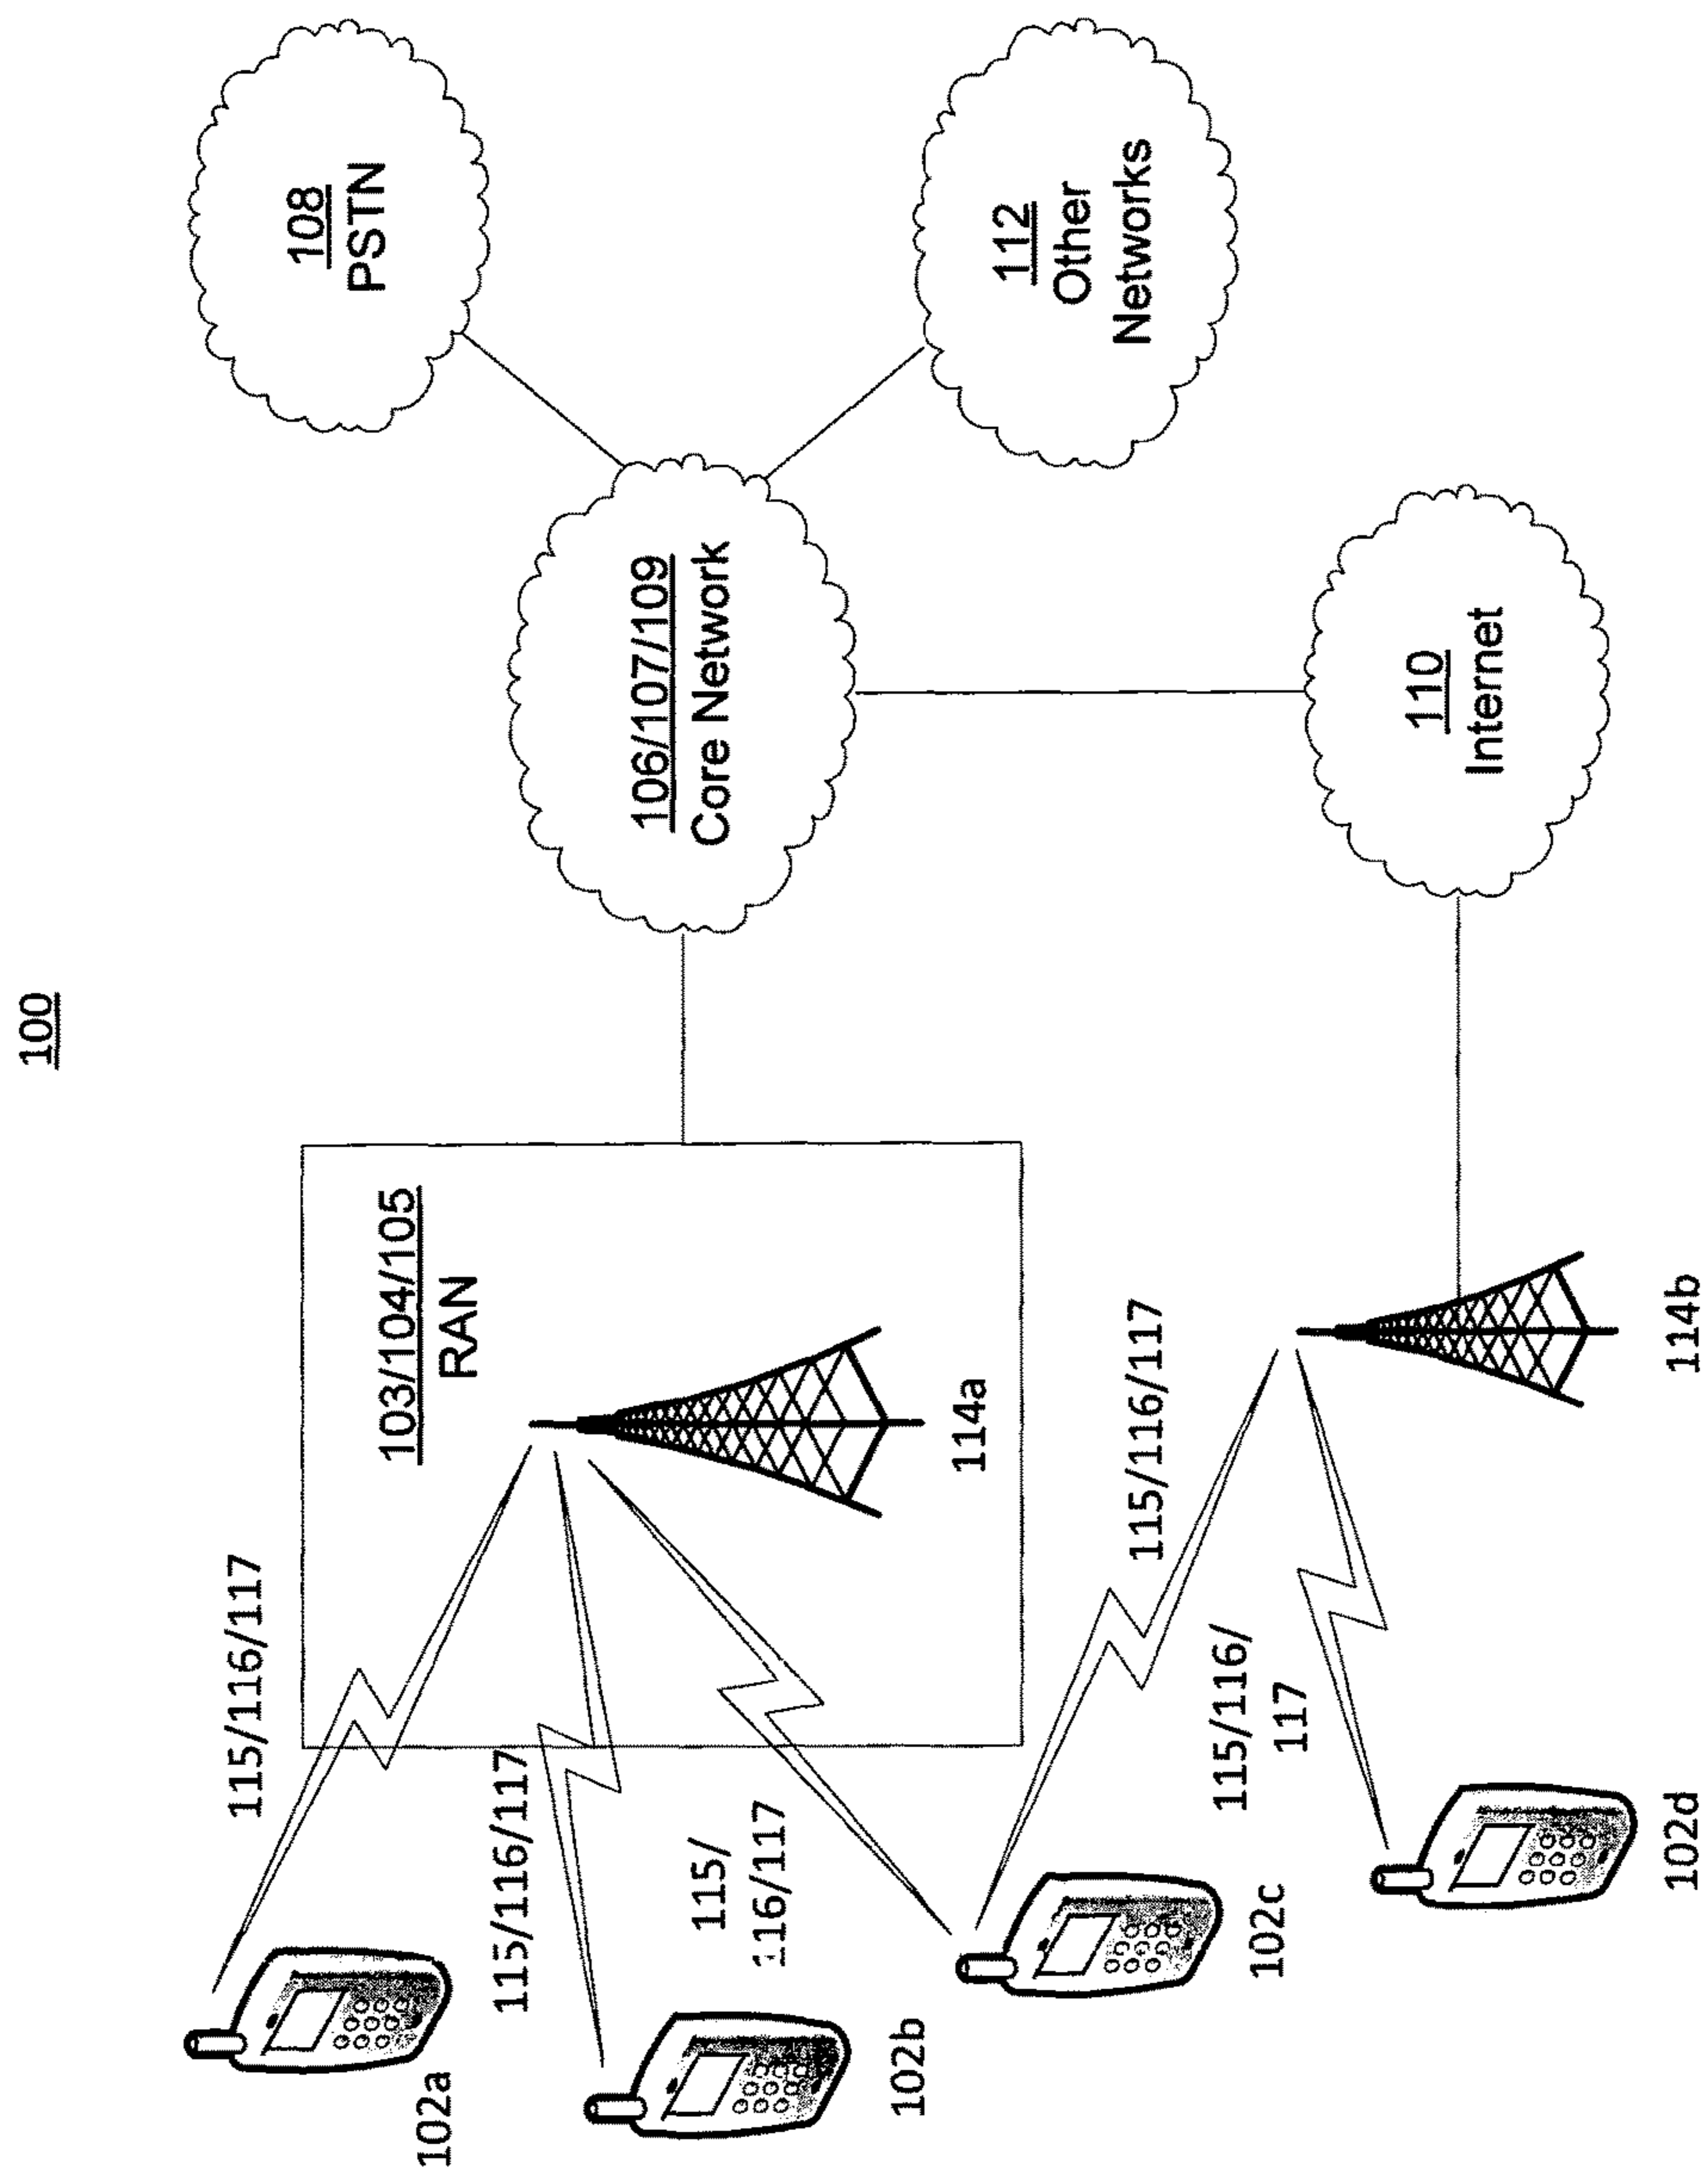 100
115/116/117
103/104/105
RAN
106/107/109
Core Network
108
PSTN
102a
115/116/117
115/
116/117
102b
114a
112
Other
Networks
115/116/117
102c
115/116/
117
110
Internet
102d
114b